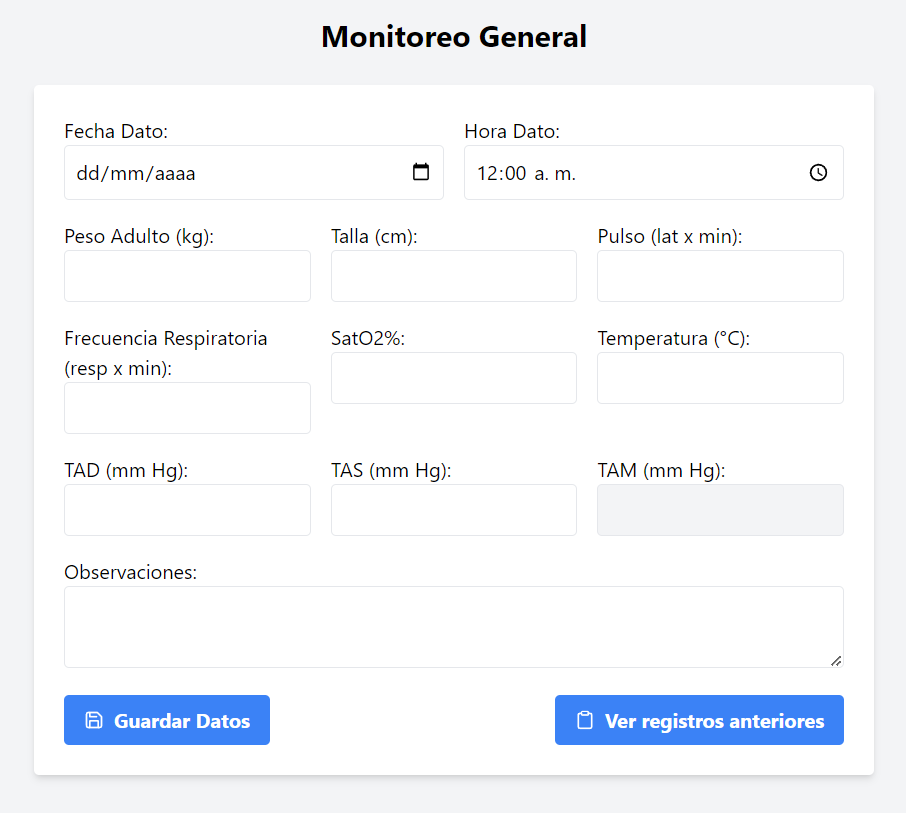 Monitoreo General
Fecha Dato: Hora Dato:
dd/mm/aaaa 12:00 a. m.
Peso Adulto (kg): Talla (cm): Pulso (lat x min):
Frecuencia Respiratoria SatO2%: Temperatura (°C):
(resp x min):
TAD (mm Hg): TAS (mm Hg): TAM (mm Hg):
Observaciones:
Guardar Datos Ver registros anteriores